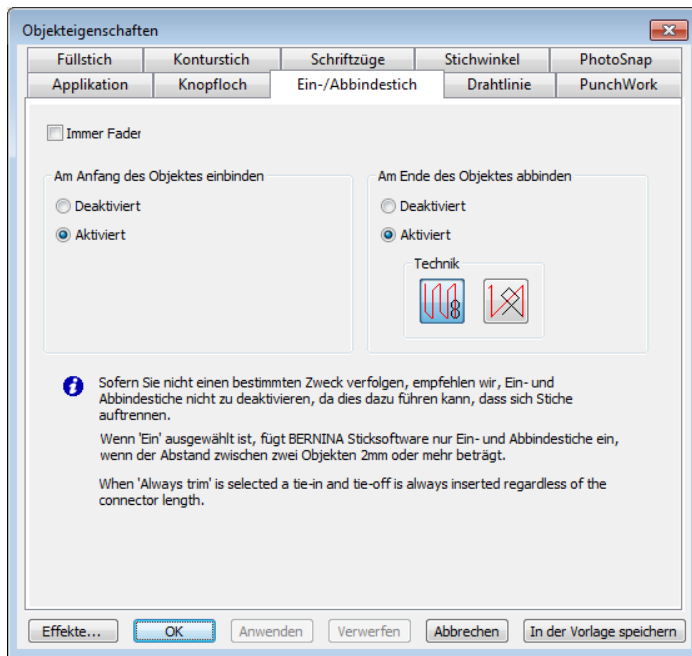 Objekteigenschaften
Füllstich Konturstich Schriftzüge Stichwinkel PhotoSnap
Applikation Knopfloch Ein-/Abbindestich Drahtlinie PunchWork
Immer Fader
Am Anfang des Objektes einbinden
Deaktiviert
Aktiviert
Am Ende des Objektes abbinden
Deaktiviert
Aktiviert
Technik
Sofern Sie nicht einen bestimmten Zweck verfolgen, empfehlen wir, Ein- und
Abbindestiche nicht zu deaktivieren, da dies dazu führen kann, dass sich Stiche
auftrennen.
Wenn 'Ein' ausgewählt ist, fügt BERNINA Sticksoftware nur Ein- und Abbindestiche ein,
wenn der Abstand zwischen zwei Objekten 2mm oder mehr beträgt.
When 'Always trim' is selected a tie-in and tie-off is always inserted regardless of the
connector length.
Effekte... OK Anwenden Verwerfen Abbrechen In der Vorlage speichern